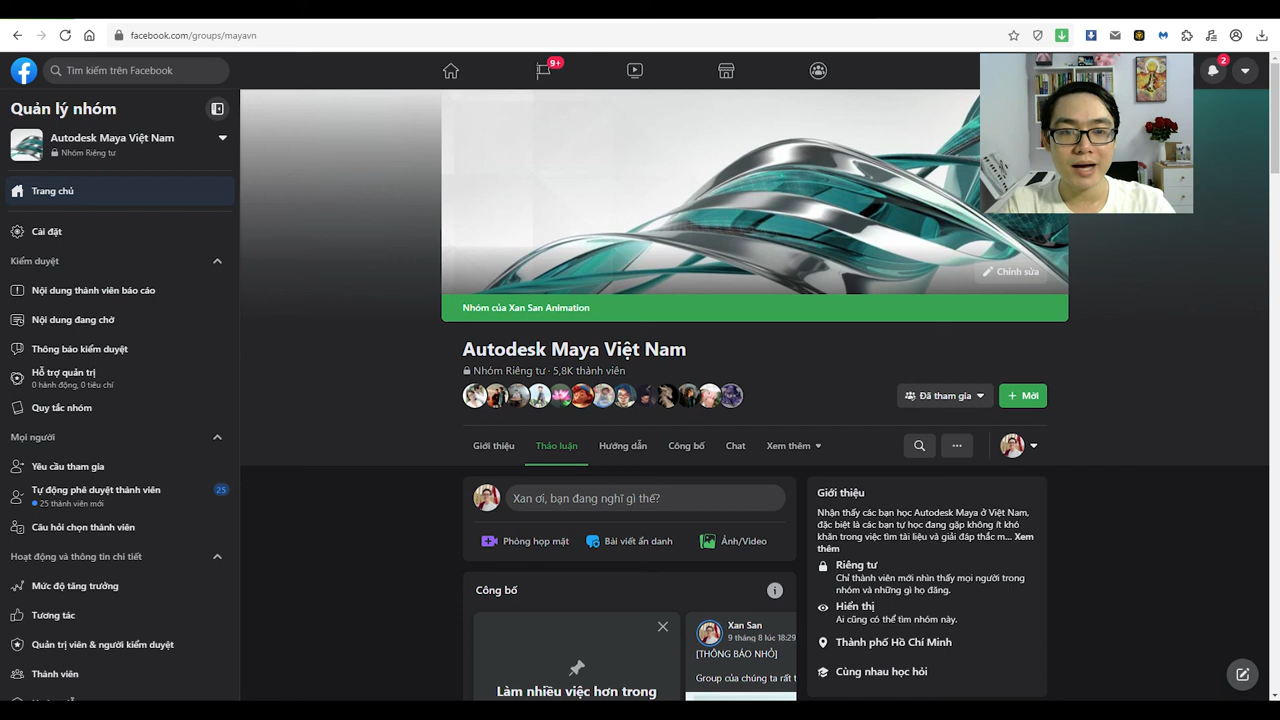 facebook.com/groups/mayavn
Tìm kiếm trên Facebook
9+
2
Quản lý nhóm
Autodesk Maya Việt Nam
Nhóm Riêng tư
Trang chủ
Cài đặt
Kiểm duyệt
Nội dung thành viên báo cáo
Nội dung đang chờ
Thông báo kiểm duyệt
Hỗ trợ quản trị
0 hành động, 0 tiêu chí
Quy tắc nhóm
Mọi người
Yêu cầu tham gia
Tự động phê duyệt thành viên
25
25 thành viên mới
Câu hỏi chọn thành viên
Hoạt động và thông tin chi tiết
Mức độ tăng trưởng
Tương tác
Quản trị viên & người kiểm duyệt
Thành viên
Chỉnh sửa
Nhóm của Xan San Animation
Autodesk Maya Việt Nam
Nhóm Riêng tư · 5,8K thành viên
Đã tham gia
+ Mời
Giới thiệu
Thảo luận
Hướng dẫn
Công bố
Chat
Xem thêm
Xan ơi, bạn đang nghĩ gì thế?
Phòng họp mặt
Bài viết ẩn danh
Ảnh/Video
Công bố
Làm nhiều việc hơn trong
Xan San
9 tháng 8 lúc 18:29
[THÔNG BÁO NHỎ]
Group của chúng ta rất t
Giới thiệu
Nhận thấy các bạn học Autodesk Maya ở Việt Nam,
đặc biệt là các bạn tự học đang gặp không ít khó
khăn trong việc tìm tài liệu và giải đáp thắc m... Xem
thêm
Riêng tư
Chỉ thành viên mới nhìn thấy mọi người trong
nhóm và những gì họ đăng.
Hiển thị
Ai cũng có thể tìm nhóm này.
Thành phố Hồ Chí Minh
Cùng nhau học hỏi